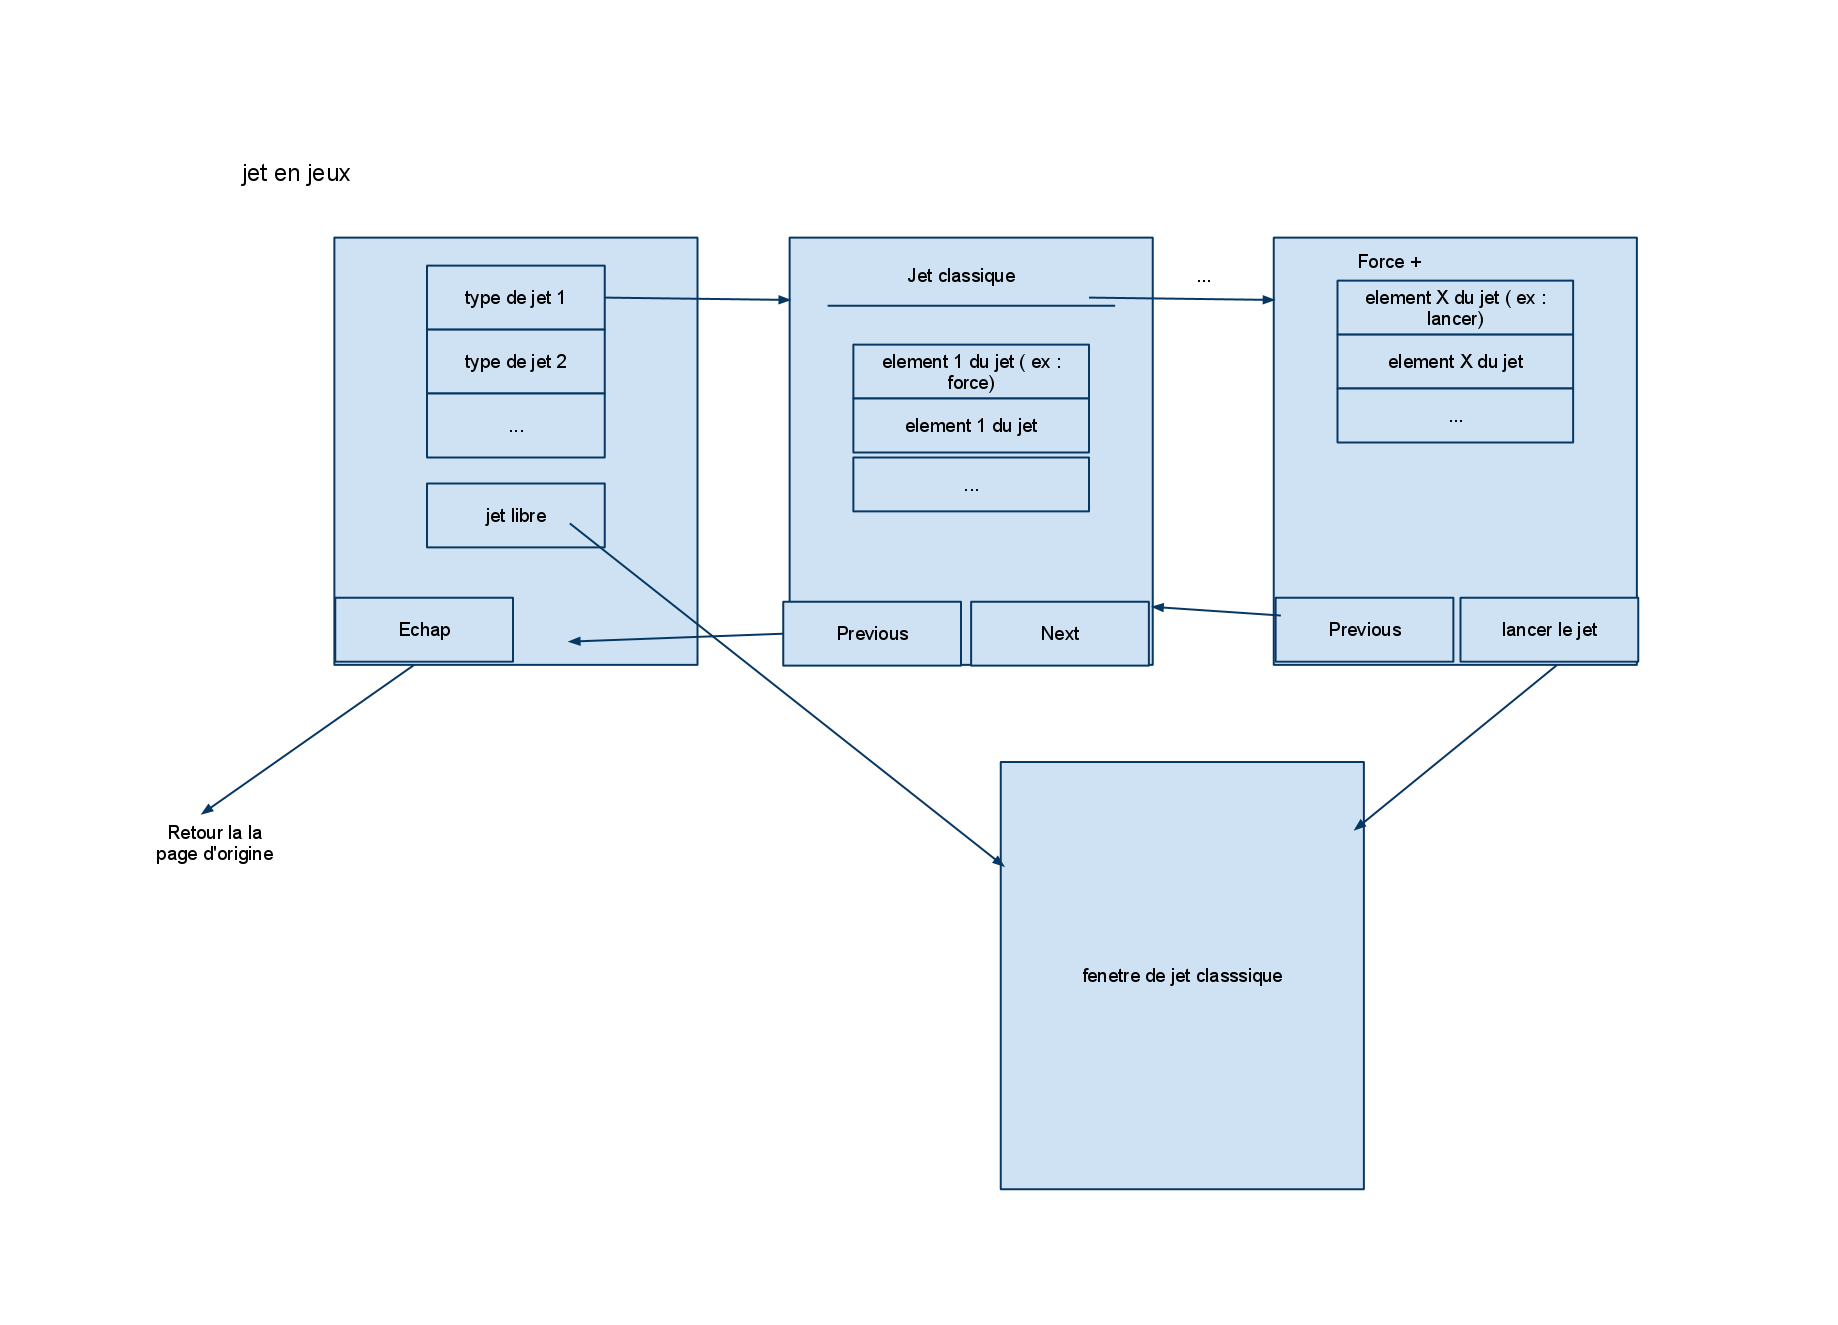 jet en jeux
type de jet 1
type de jet 2
...
jet libre
Echap
Jet classique
element 1 du jet ( ex :
force)
element 1 du jet
...
Previous
Next
...
Force +
element X du jet ( ex :
lancer)
element X du jet
...
Previous
lancer le jet
Retour la la
page d'origine
fenetre de jet classsique